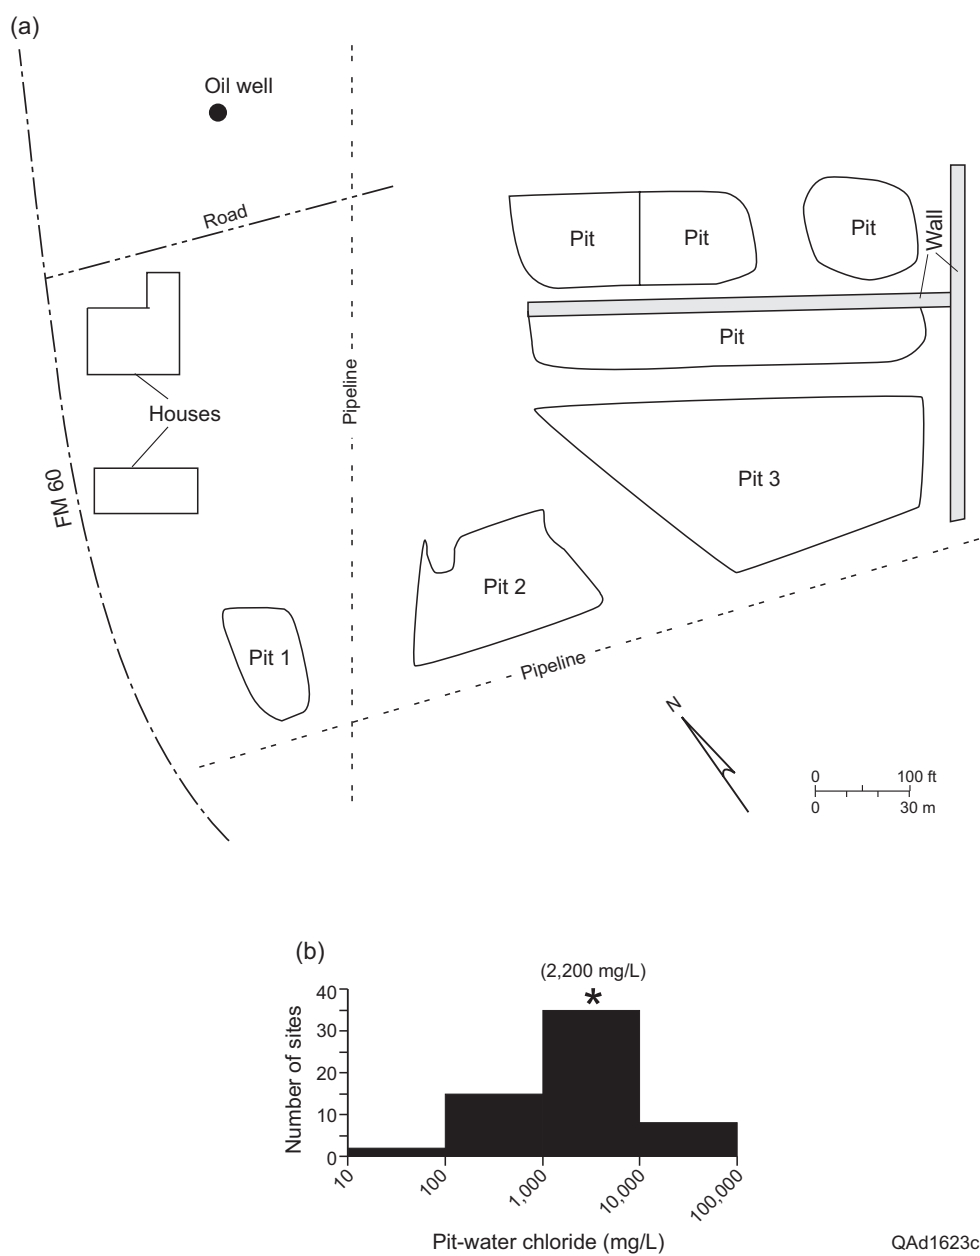 (a)
Oil well
Road
Pit
Pit
Pit
Wall
Pit
Pipeline
Houses
FM 60
Pit 3
Pit 2
Pit 1
Pipeline
N
0 100 ft
0 30 m
(b)
(2,200 mg/L)
*
Number of sites
40
30
20
10
0
10
100
1,000
10,000
100,000
Pit-water chloride (mg/L)
QAd1623c